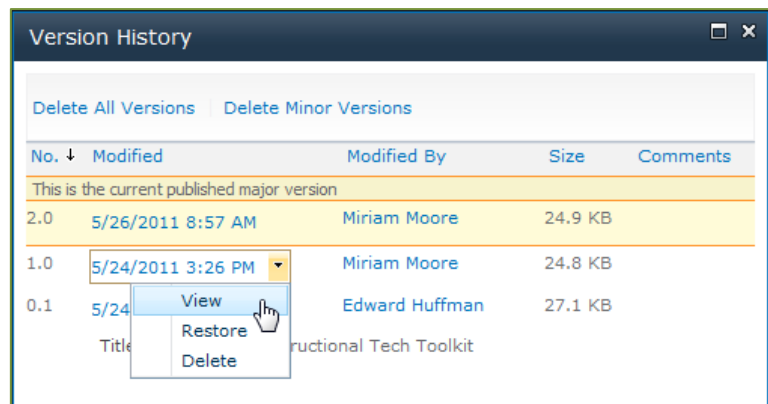 Version History
Delete All Versions Delete Minor Versions
No. Modified Modified By Size Comments
This is the current published major version
2.0 5/26/2011 8:57 AM Miriam Moore 24.9 KB
1.0 5/24/2011 3:26 PM Miriam Moore 24.8 KB
View
0.1 5/24 Edward Huffman 27.1 KB
Restore
Tech Toolkit
Delete